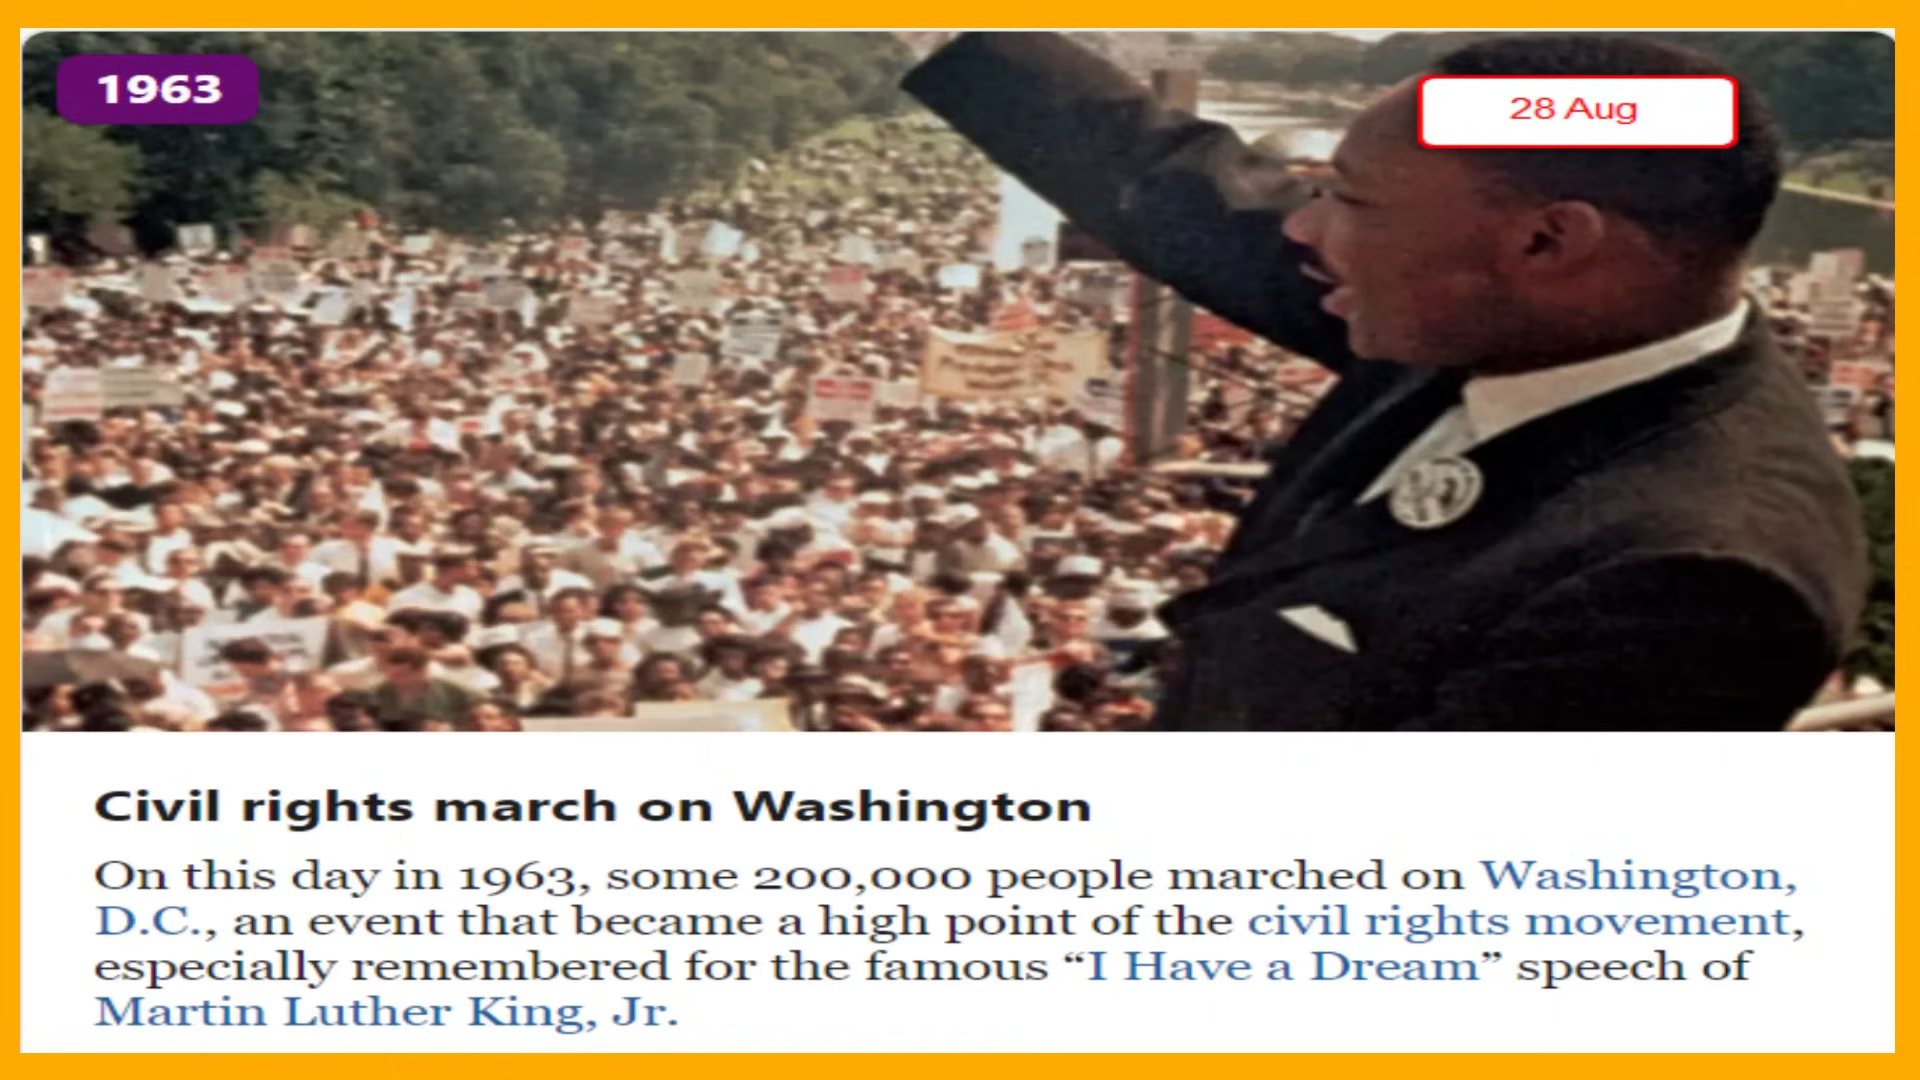 1963
28 Aug
Civil rights march on Washington
On this day in 1963, some 200,000 people marched on Washington,
D.C., an event that became a high point of the civil rights movement,
especially remembered for the famous “I Have a Dream” speech of
Martin Luther King, Jr.